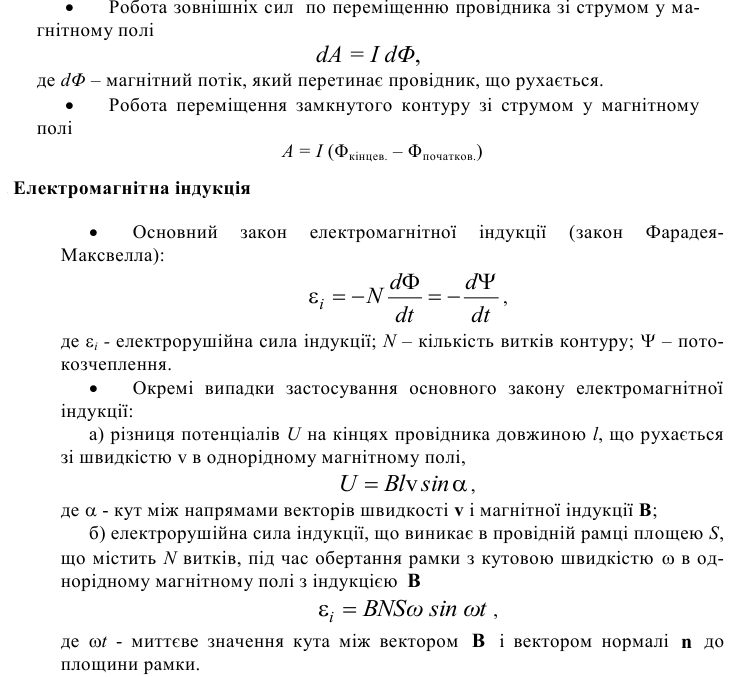 • Робота зовнішніх сил по переміщенню провідника зі струмом у ма-
гнітному полі
dA = I dΦ,
де dΦ – магнітний потік, який перетинає провідник, що рухається.
• Робота переміщення замкнутого контуру зі струмом у магнітному
полі
A = I (Φкінцев. – Φпочатков.)
Електромагнітна індукція
• Основний закон електромагнітної індукції (закон Фарадея-
Максвелла):
εi = −N dΦ/dt = − dΨ/dt ,
де εi - електрорушійна сила індукції; N – кількість витків контуру; Ψ – пото-
козчеплення.
• Окремі випадки застосування основного закону електромагнітної
індукції:
а) різниця потенціалів U на кінцях провідника довжиною l, що рухається
зі швидкістю v в однорідному магнітному полі,
U = Blv sin α ,
де α - кут між напрямами векторів швидкості v і магнітної індукції B;
б) електрорушійна сила індукції, що виникає в провідній рамці площею S,
що містить N витків, під час обертання рамки з кутовою швидкістю ω в од-
норідному магнітному полі з індукцією B
εi = BNSω sin ωt ,
де ωt - миттєве значення кута між вектором B і вектором нормалі n до
площини рамки.